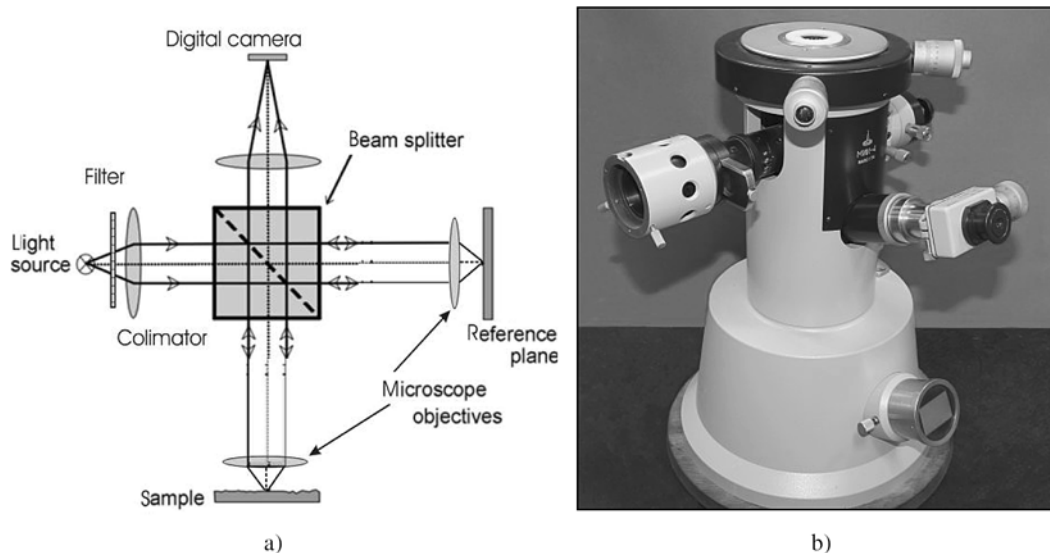 Digital camera
Beam splitter
Filter
Light
source
Colimator
Reference
plane
Microscope
objectives
Sample
a)
b)